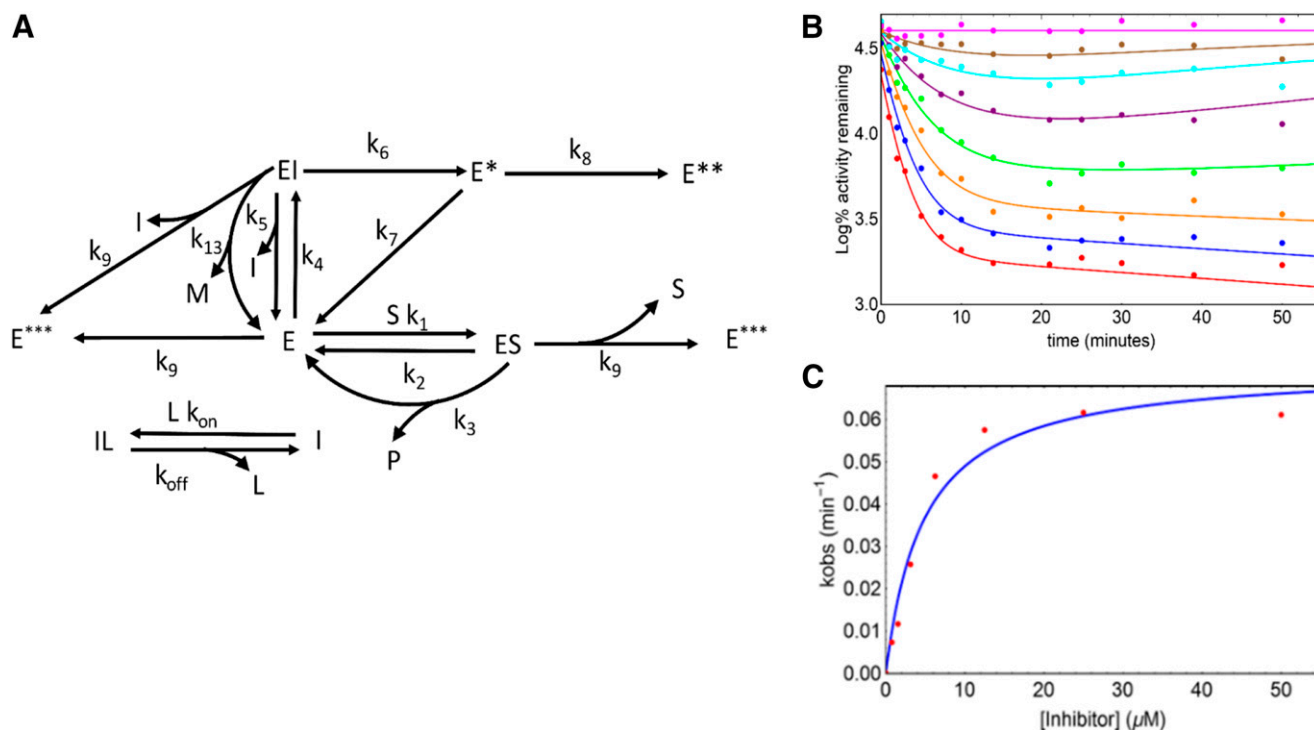 A
EI
k6
E*
k8
E**
I
k9
k13
k5
I
k4
k7
M
S
E***
k9
E
S k1
k2
ES
k9
E***
k3
P
L kon
IL
I
koff
L
B
Log% activity remaining
4.5
4.0
3.5
3.0
0
10
20
30
40
50
time (minutes)
C
kobs (min−1)
0.06
0.05
0.04
0.03
0.02
0.01
0.00
0
10
20
30
40
50
[Inhibitor] (µM)